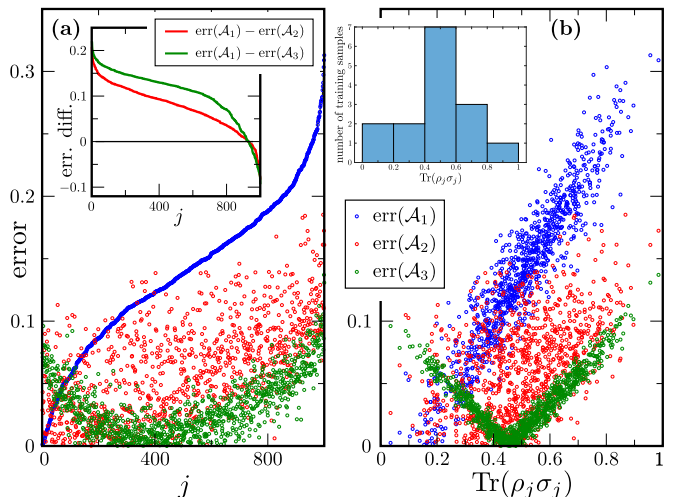 (a)
err(𝒜₁) − err(𝒜₂)
err(𝒜₁) − err(𝒜₃)
err. diff.
0.2
0.1
0
−0.1
0 400 800
j
error
0.3
0.2
0.1
0
0 400 800
j
(b)
number of training samples
7
6
5
4
3
2
1
0
0 0.2 0.4 0.6 0.8 1
Tr(ρⱼσⱼ)
err(𝒜₁)
err(𝒜₂)
err(𝒜₃)
0.1
0
0 0.2 0.4 0.6 0.8 1
Tr(ρⱼσⱼ)